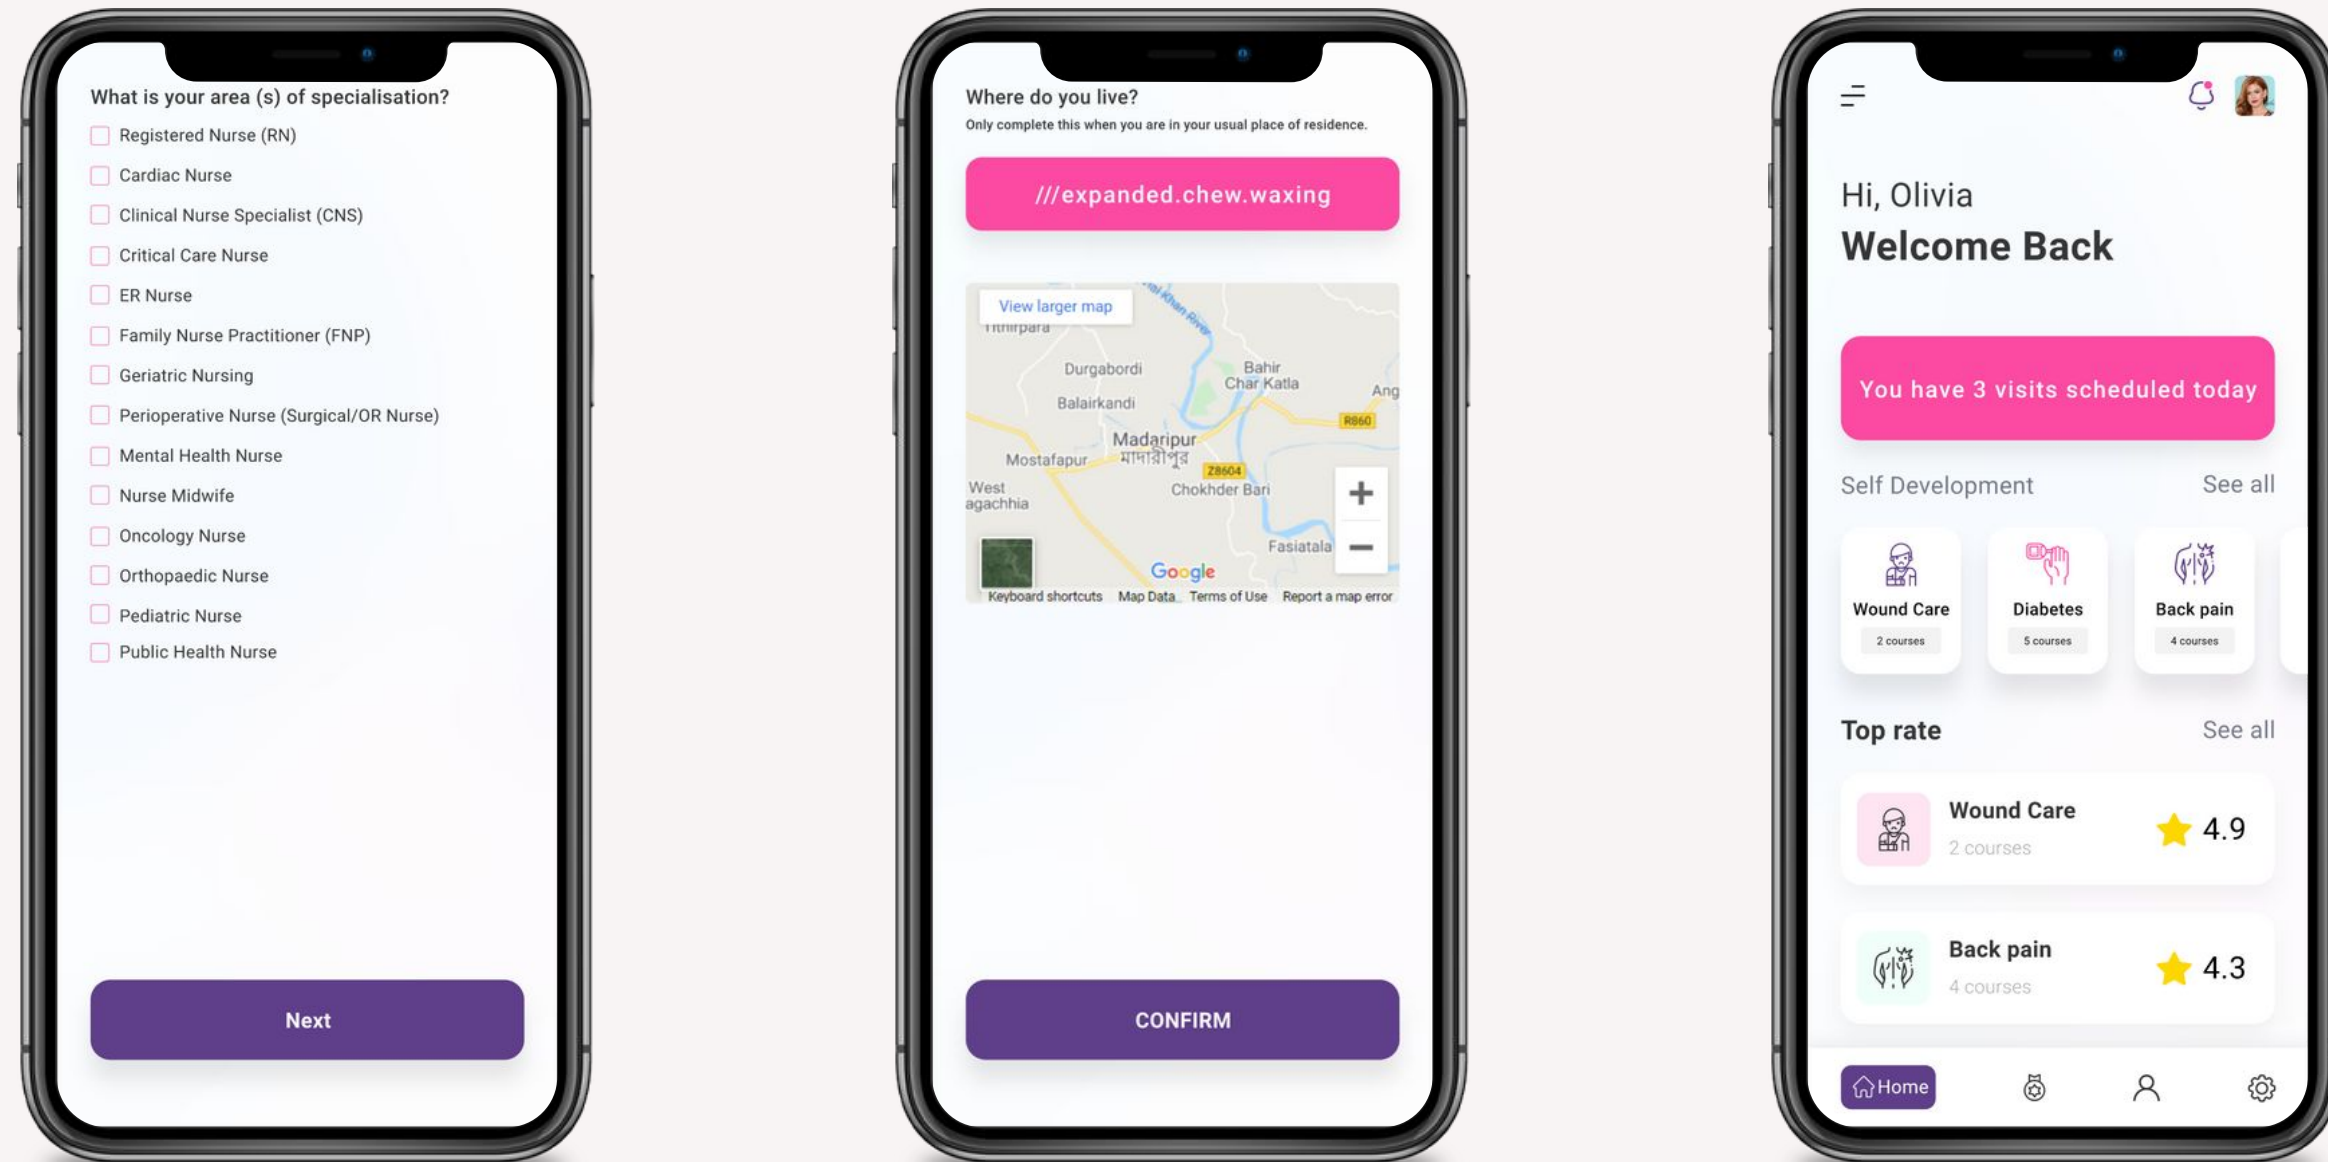 What is your area (s) of specialisation?
Registered Nurse (RN)
Cardiac Nurse
Clinical Nurse Specialist (CNS)
Critical Care Nurse
ER Nurse
Family Nurse Practitioner (FNP)
Geriatric Nursing
Perioperative Nurse (Surgical/OR Nurse)
Mental Health Nurse
Nurse Midwife
Oncology Nurse
Orthopaedic Nurse
Pediatric Nurse
Public Health Nurse
Next
Where do you live?
Only complete this when you are in your usual place of residence.
///expanded.chew.waxing
View larger map
Khan River
Durgabordi
Bahir
Char Katla
Ang
Balairkandi
R860
Madaripur
মাদারীপুর
Mostafapur
Z8604
West
agachhia
Chokhder Bari
Fasiatala
Google
Keyboard shortcuts Map Data Terms of Use Report a map error
CONFIRM
Hi, Olivia
Welcome Back
You have 3 visits scheduled today
Self Development See all
Wound Care
2 courses
Diabetes
5 courses
Back pain
4 courses
Top rate See all
Wound Care
2 courses
4.9
Back pain
4 courses
4.3
Home